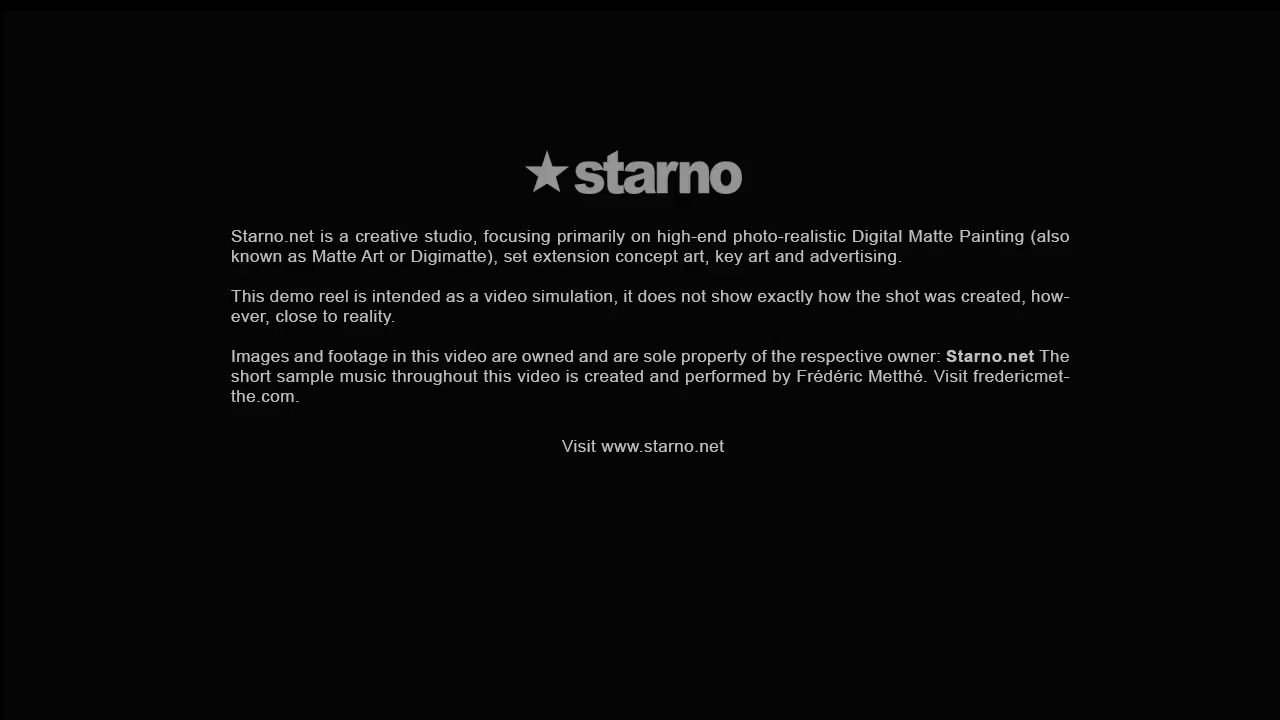 starno
Starno.net is a creative studio, focusing primarily on high-end photo-realistic Digital Matte Painting (also
known as Matte Art or Digimatte), set extension concept art, key art and advertising.
This demo reel is intended as a video simulation, it does not show exactly how the shot was created, how-
ever, close to reality.
Images and footage in this video are owned and are sole property of the respective owner: Starno.net The
short sample music throughout this video is created and performed by Frédéric Metthé. Visit fredericmet-
the.com.
Visit www.starno.net